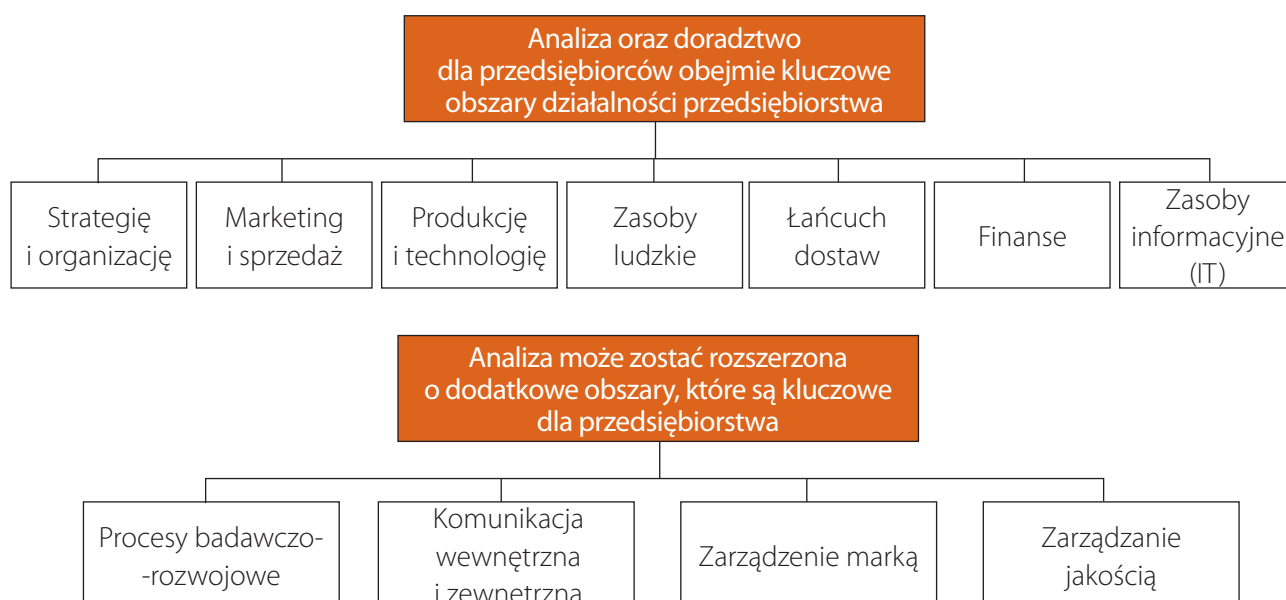 Analiza oraz doradztwo
dla przedsiębiorców obejmie kluczowe
obszary działalności przedsiębiorstwa
Strategię
i organizację
Marketing
i sprzedaż
Produkcję
i technologię
Zasoby
ludzkie
Łańcuch
dostaw
Finanse
Zasoby
informacyjne
(IT)
Analiza może zostać rozszerzona
o dodatkowe obszary, które są kluczowe
dla przedsiębiorstwa
Procesy badawczo-
-rozwojowe
Komunikacja
wewnętrzna
i zewnętrzna
Zarządzenie marką
Zarządzanie
jakością